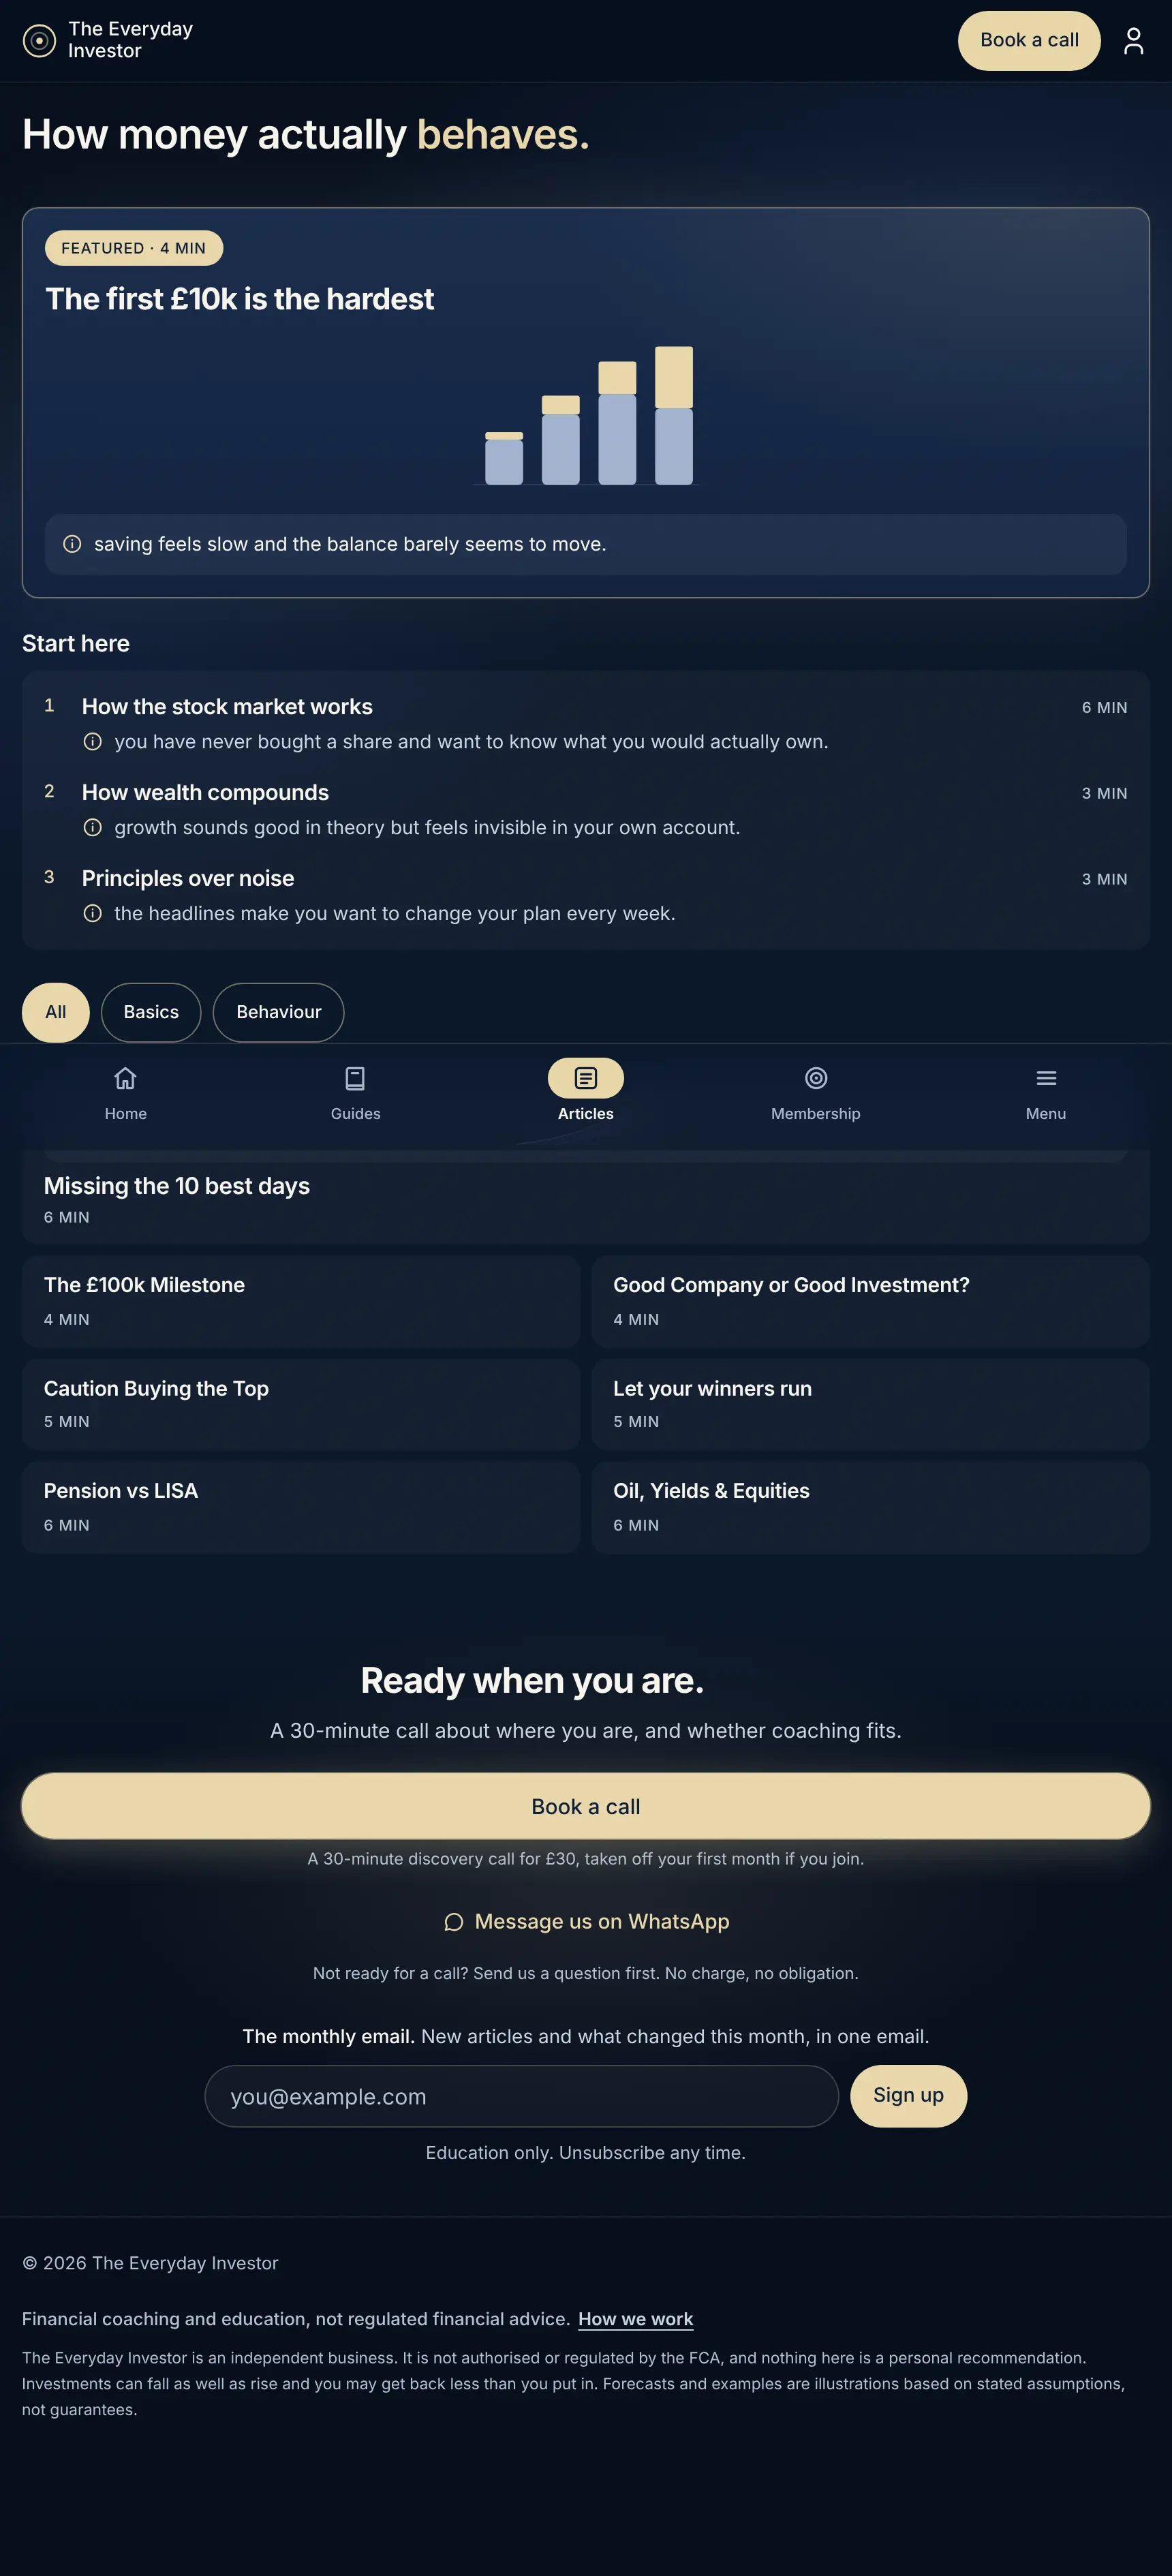 The Everyday
Investor
Book a call
How money actually behaves.
FEATURED · 4 MIN
The first £10k is the hardest
saving feels slow and the balance barely seems to move.
Start here
1
How the stock market works
6 MIN
you have never bought a share and want to know what you would actually own.
2
How wealth compounds
3 MIN
growth sounds good in theory but feels invisible in your own account.
3
Principles over noise
3 MIN
the headlines make you want to change your plan every week.
All
Basics
Behaviour
Home
Guides
Articles
Membership
Menu
Missing the 10 best days
6 MIN
The £100k Milestone
4 MIN
Good Company or Good Investment?
4 MIN
Caution Buying the Top
5 MIN
Let your winners run
5 MIN
Pension vs LISA
6 MIN
Oil, Yields & Equities
6 MIN
Ready when you are.
A 30-minute call about where you are, and whether coaching fits.
Book a call
A 30-minute discovery call for £30, taken off your first month if you join.
Message us on WhatsApp
Not ready for a call? Send us a question first. No charge, no obligation.
The monthly email. New articles and what changed this month, in one email.
you@example.com
Sign up
Education only. Unsubscribe any time.
© 2026 The Everyday Investor
Financial coaching and education, not regulated financial advice. How we work
The Everyday Investor is an independent business. It is not authorised or regulated by the FCA, and nothing here is a personal recommendation.
Investments can fall as well as rise and you may get back less than you put in. Forecasts and examples are illustrations based on stated assumptions,
not guarantees.